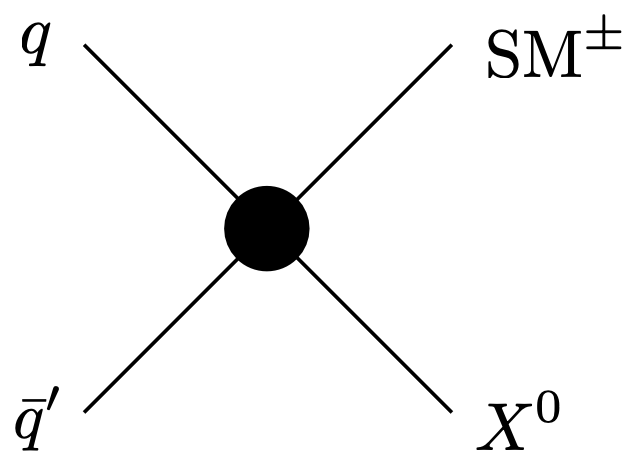 q SM±
q̄′ X⁰